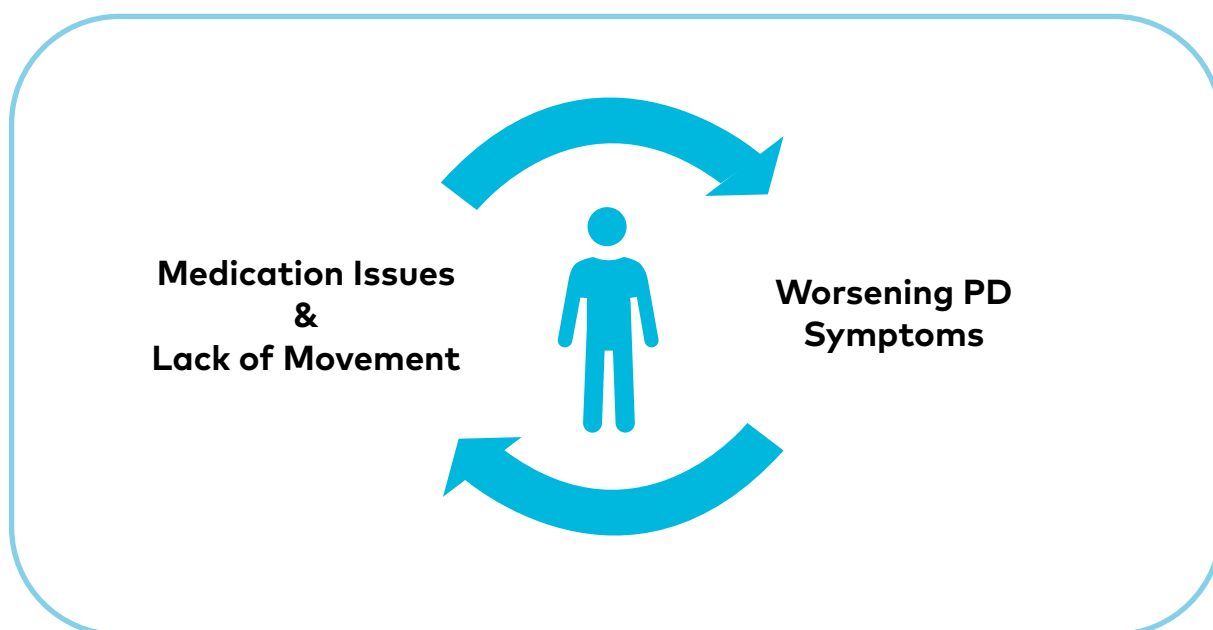 Medication Issues
&
Lack of Movement
Worsening PD
Symptoms